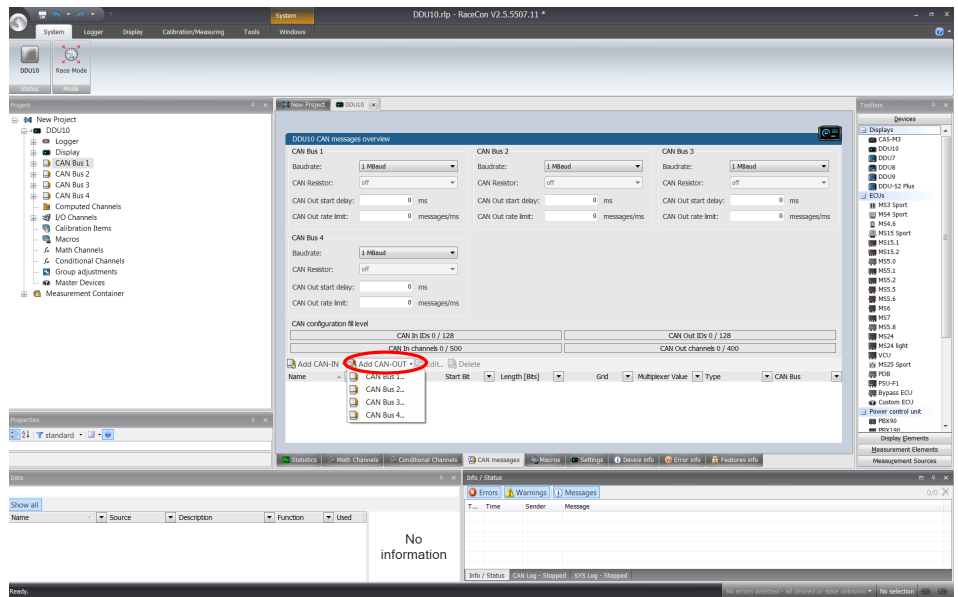 DDU10.rlp - RaceCon V2.5.5507.11 *
System
System Logger Display Calibration/Measuring Tools Windows
DDU10 Race Mode
Status Mode
Project
New Project
DDU10
Logger
Display
CAN Bus 1
CAN Bus 2
CAN Bus 3
CAN Bus 4
Computed Channels
I/O Channels
Calibration Items
Macros
Math Channels
Conditional Channels
Group adjustments
Master Devices
Measurement Container
Properties
standard
New Project DDU10
DDU10 CAN messages overview
CAN Bus 1 CAN Bus 2 CAN Bus 3
Baudrate: 1 MBaud Baudrate: 1 MBaud Baudrate: 1 MBaud
CAN Resistor: off CAN Resistor: off CAN Resistor: off
CAN Out start delay: 0 ms CAN Out start delay: 0 ms CAN Out start delay: 0 ms
CAN Out rate limit: 0 messages/ms CAN Out rate limit: 0 messages/ms CAN Out rate limit: 0 messages/ms
CAN Bus 4
Baudrate: 1 MBaud
CAN Resistor: off
CAN Out start delay: 0 ms
CAN Out rate limit: 0 messages/ms
CAN configuration fill level
CAN In IDs 0 / 128 CAN Out IDs 0 / 128
CAN In channels 0 / 500 CAN Out channels 0 / 400
Add CAN-IN Add CAN-OUT Edit... Delete
Name Start Bit Length [Bits] Grid Multiplexer Value Type CAN Bus
CAN Bus 1...
CAN Bus 2...
CAN Bus 3...
CAN Bus 4...
Statistics Math Channels Conditional Channels CAN messages Macros Settings Device info Error info Features info
Toolbox
Devices
Displays
CAS-M3
DDU10
DDU7
DDU8
DDU9
DDU-S2 Plus
ECUs
MS3 Sport
MS4 Sport
MS4.6
MS15 Sport
MS15.1
MS15.2
MS5.0
MS5.1
MS5.2
MS5.5
MS5.6
MS6
MS7
MS5.8
MS24
MS24 light
VCU
MS25 Sport
PDB
PSU-F1
Bypass ECU
Custom ECU
Power control unit
PBX90
PBX190
Display Elements
Measurement Elements
Measurement Sources
Data
Show all
Name Source Description Function Used
No
information
Info / Status
Errors Warnings Messages 0/0
T... Time Sender Message
Info / Status CAN Log - Stopped SYS Log - Stopped
Ready. No errors detected - all cleared or state unknown No selection